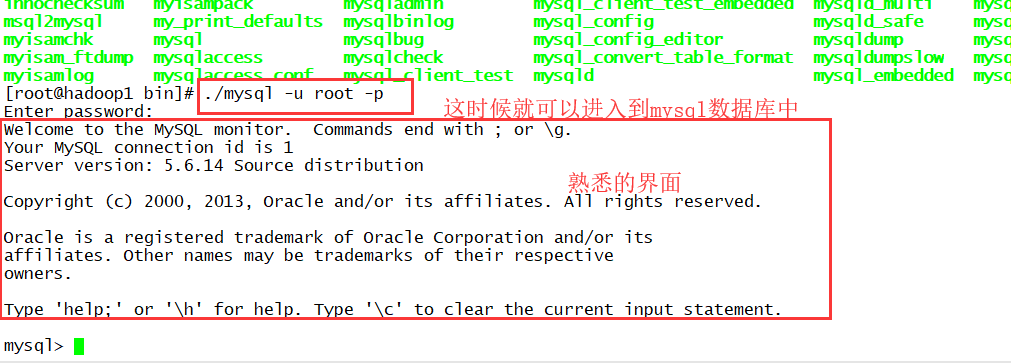 innochecksum myisampack mysqladmin mysql_client_test_embedded mysqld_multi
msql2mysql my_print_defaults mysqlbinlog mysql_config mysqld_safe
myisamchk mysql mysqlbug mysql_config_editor mysqldump
myisam_ftdump mysqlaccess mysqlcheck mysql_convert_table_format mysqldumpslow
myisamlog mysqlaccess.conf mysql_client_test mysqld mysql_embedded
[root@hadoop1 bin]# ./mysql -u root -p
Enter password:
这时候就可以进入到mysql数据库中
Welcome to the MySQL monitor.  Commands end with ; or \g.
Your MySQL connection id is 1
Server version: 5.6.14 Source distribution
熟悉的界面
Copyright (c) 2000, 2013, Oracle and/or its affiliates. All rights reserved.
Oracle is a registered trademark of Oracle Corporation and/or its
affiliates. Other names may be trademarks of their respective
owners.
Type 'help;' or '\h' for help. Type '\c' to clear the current input statement.
mysql>